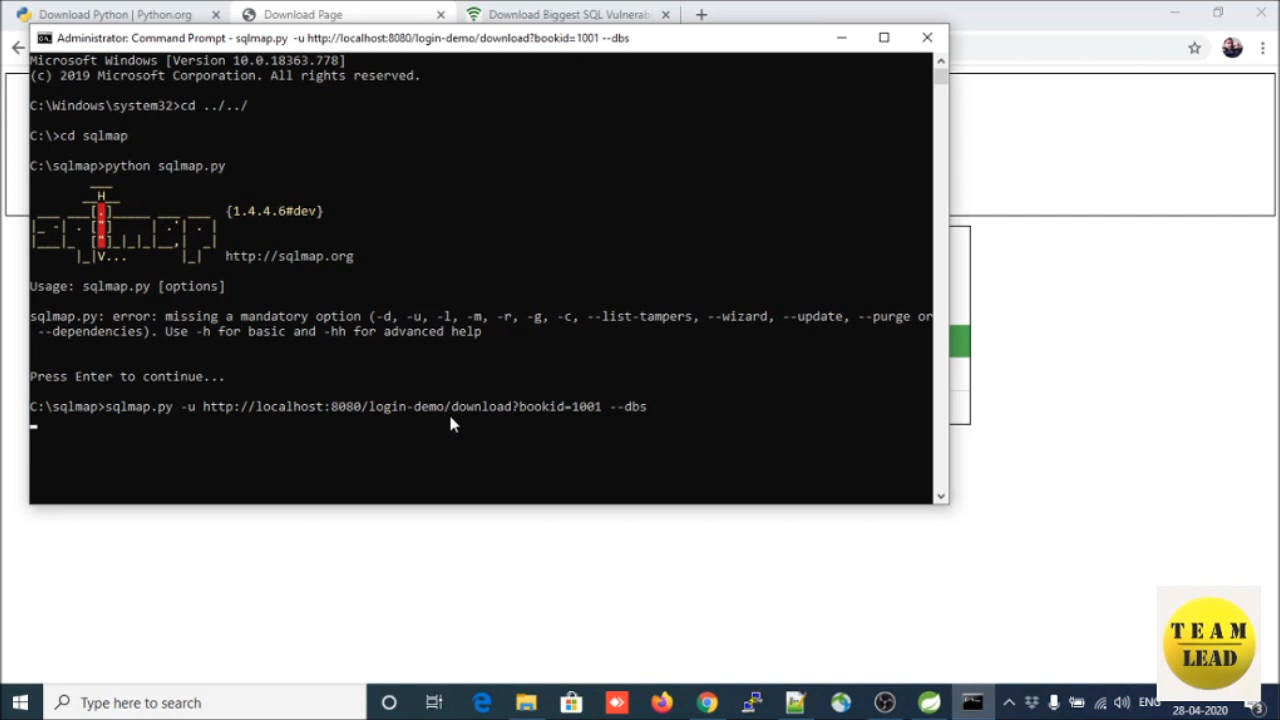 Download Python | Python.org
Download Page
Download Biggest SQL Vulnerab
Administrator: Command Prompt - sqlmap.py -u http://localhost:8080/login-demo/download?bookid=1001 --dbs
Microsoft Windows [Version 10.0.18363.778]
(c) 2019 Microsoft Corporation. All rights reserved.
C:\Windows\system32>cd ../../
C:\>cd sqlmap
C:\sqlmap>python sqlmap.py
{1.4.4.6#dev}
http://sqlmap.org
Usage: sqlmap.py [options]
sqlmap.py: error: missing a mandatory option (-d, -u, -l, -m, -r, -g, -c, --list-tampers, --wizard, --update, --purge or
--dependencies). Use -h for basic and -hh for advanced help
Press Enter to continue...
C:\sqlmap>sqlmap.py -u http://localhost:8080/login-demo/download?bookid=1001 --dbs
TEAM
LEAD
Type here to search
ENG
28-04-2020
3